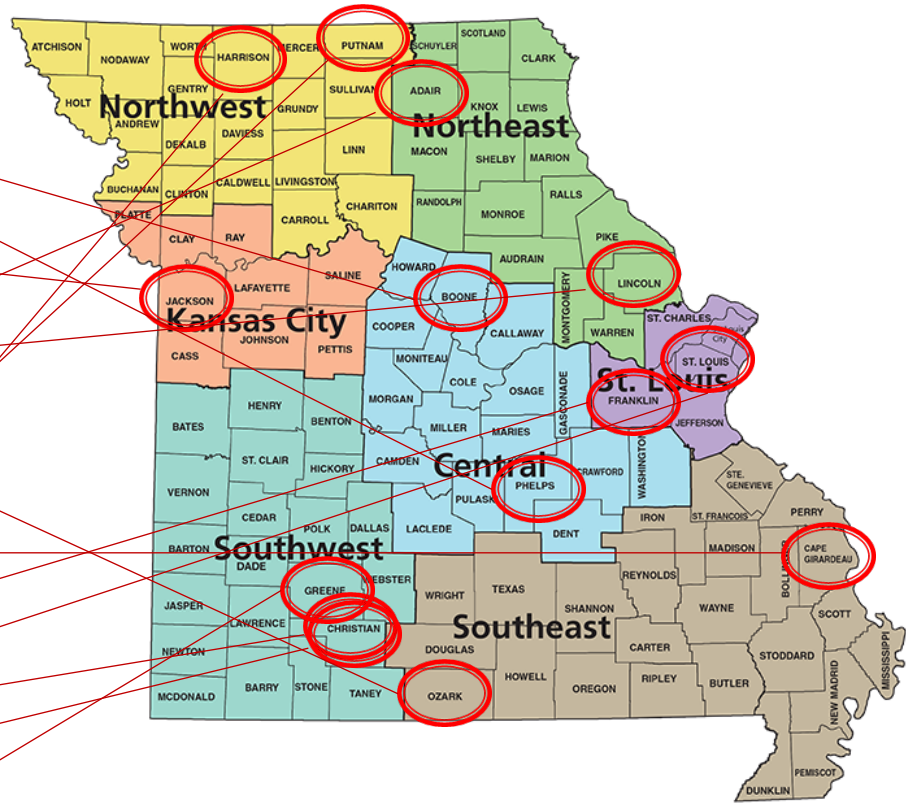 ATCHISON
NODAWAY
WORTH
HARRISON
MERCER
PUTNAM
SCHUYLER
SCOTLAND
CLARK
HOLT
GENTRY
SULLIVAN
ADAIR
Northwest
ANDREW
DAVIESS
GRUNDY
KNOX
LEWIS
Northeast
DEKALB
LINN
MACON
SHELBY
MARION
BUCHANAN
CLINTON
CALDWELL
LIVINGSTON
CHARITON
RANDOLPH
MONROE
RALLS
PLATTE
CLAY
RAY
CARROLL
PIKE
AUDRAIN
HOWARD
SALINE
LAFAYETTE
JACKSON
BOONE
LINCOLN
MONTGOMERY
Kansas City
COOPER
CALLAWAY
WARREN
ST. CHARLES
St. Louis
City
JOHNSON
PETTIS
CASS
MONITEAU
COLE
OSAGE
GASCONADE
ST. LOUIS
St. Louis
FRANKLIN
JEFFERSON
MORGAN
MILLER
MARIES
HENRY
BENTON
BATES
ST. CLAIR
HICKORY
CAMDEN
Central
CRAWFORD
WASHINGTON
STE.
GENEVIEVE
VERNON
PULASKI
PHELPS
CEDAR
POLK
DALLAS
LACLEDE
DENT
IRON
ST. FRANCOIS
PERRY
BARTON
Southwest
DADE
MADISON
BOLLINGER
CAPE
GIRARDEAU
GREENE
WEBSTER
WRIGHT
TEXAS
REYNOLDS
JASPER
LAWRENCE
CHRISTIAN
SHANNON
WAYNE
SCOTT
Southeast
NEWTON
DOUGLAS
CARTER
STODDARD
MISSISSIPPI
MCDONALD
BARRY
STONE
TANEY
OZARK
HOWELL
OREGON
RIPLEY
BUTLER
NEW MADRID
PEMISCOT
DUNKLIN